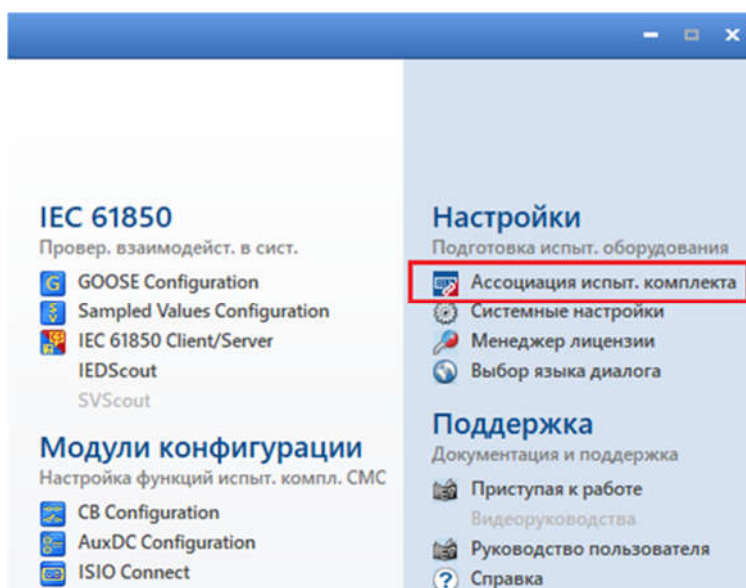 IEC 61850
Провер. взаимодейст. в сист.
GOOSE Configuration
Sampled Values Configuration
IEC 61850 Client/Server
IEDScout
SVScout
Модули конфигурации
Настройка функций испыт. компл. CMC
CB Configuration
AuxDC Configuration
ISIO Connect
Настройки
Подготовка испыт. оборудования
Ассоциация испыт. комплекта
Системные настройки
Менеджер лицензии
Выбор языка диалога
Поддержка
Документация и поддержка
Приступая к работе
Видеоруководства
Руководство пользователя
Справка